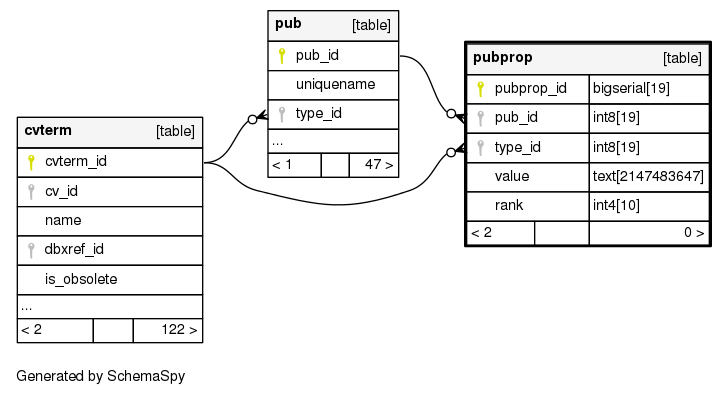 pub [table]
pub_id
uniquename
type_id
...
< 1 47 >
pubprop [table]
pubprop_id bigserial[19]
pub_id int8[19]
type_id int8[19]
value text[2147483647]
rank int4[10]
< 2 0 >
cvterm [table]
cvterm_id
cv_id
name
dbxref_id
is_obsolete
...
< 2 122 >
Generated by SchemaSpy